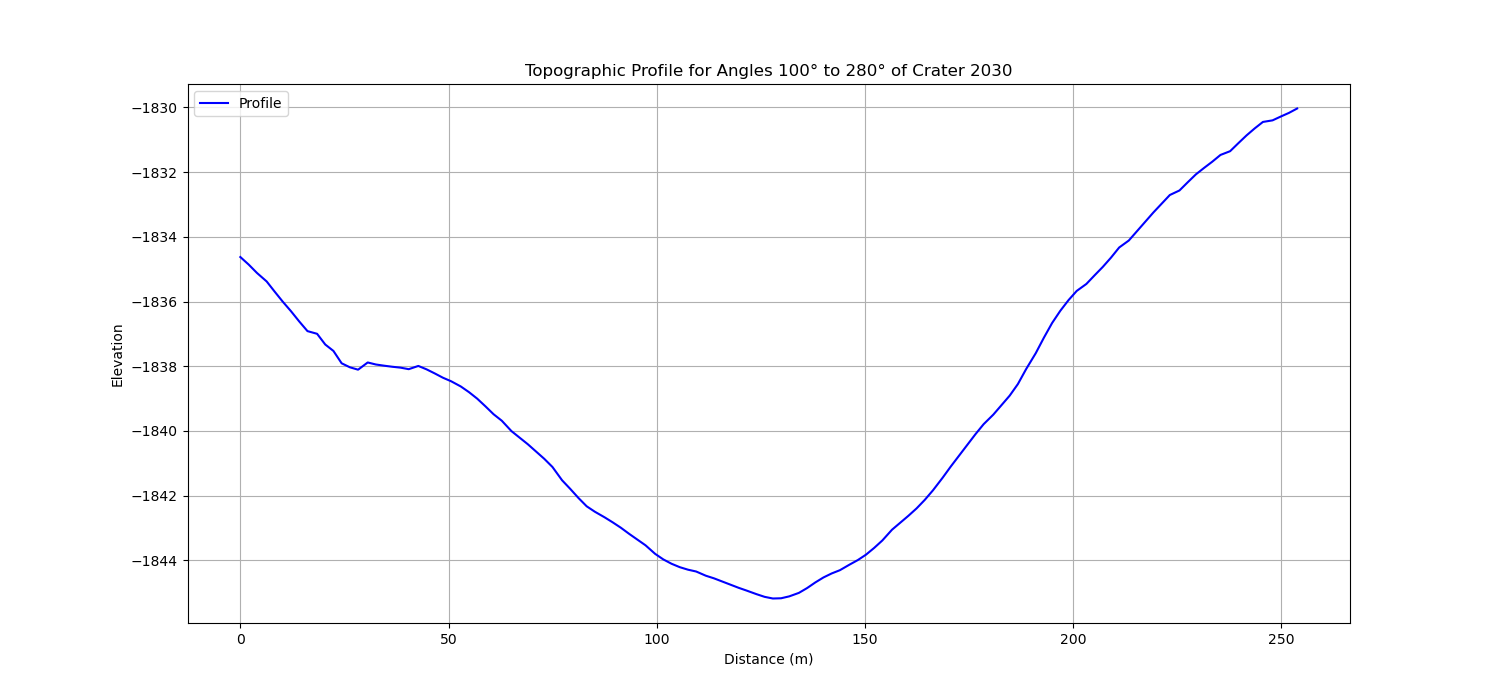 Topographic Profile for Angles 100° to 280° of Crater 2030
Profile
−1830
−1832
−1834
−1836
−1838
−1840
−1842
−1844
Elevation
0 50 100 150 200 250
Distance (m)